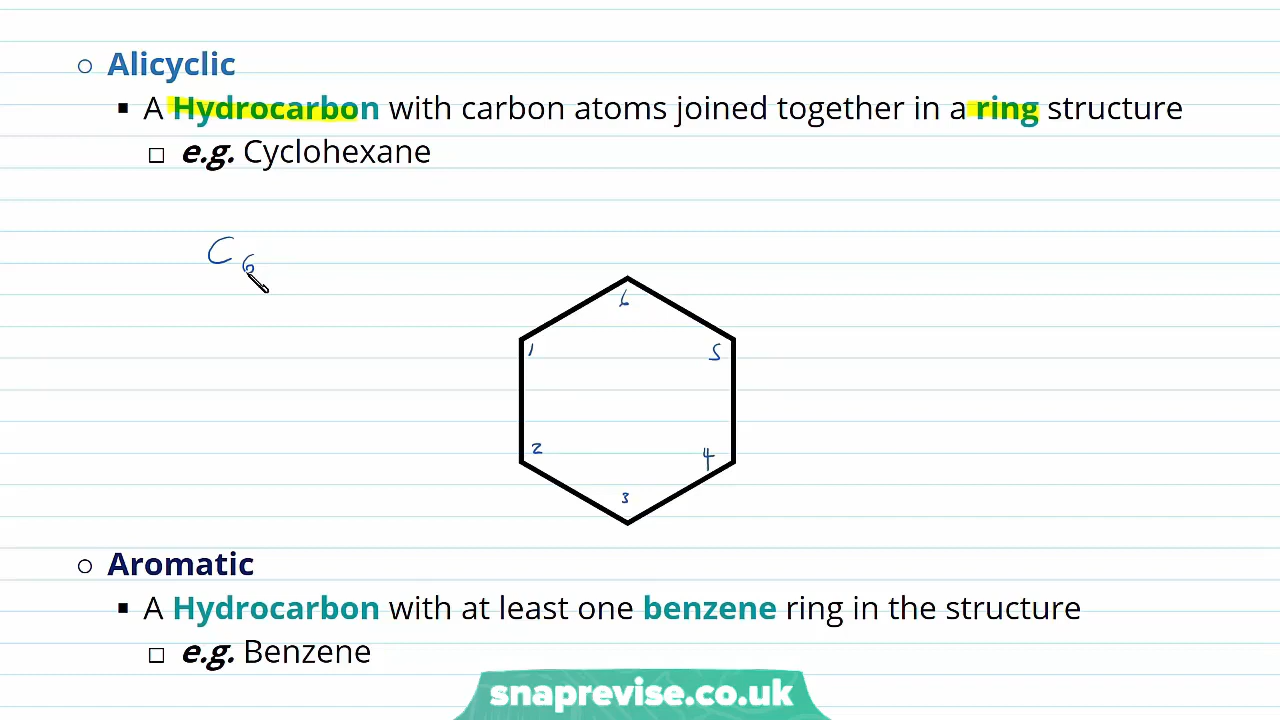 Alicyclic
A Hydrocarbon with carbon atoms joined together in a ring structure
e.g. Cyclohexane
C6
6
1
5
2
4
3
Aromatic
A Hydrocarbon with at least one benzene ring in the structure
e.g. Benzene
snaprevise.co.uk